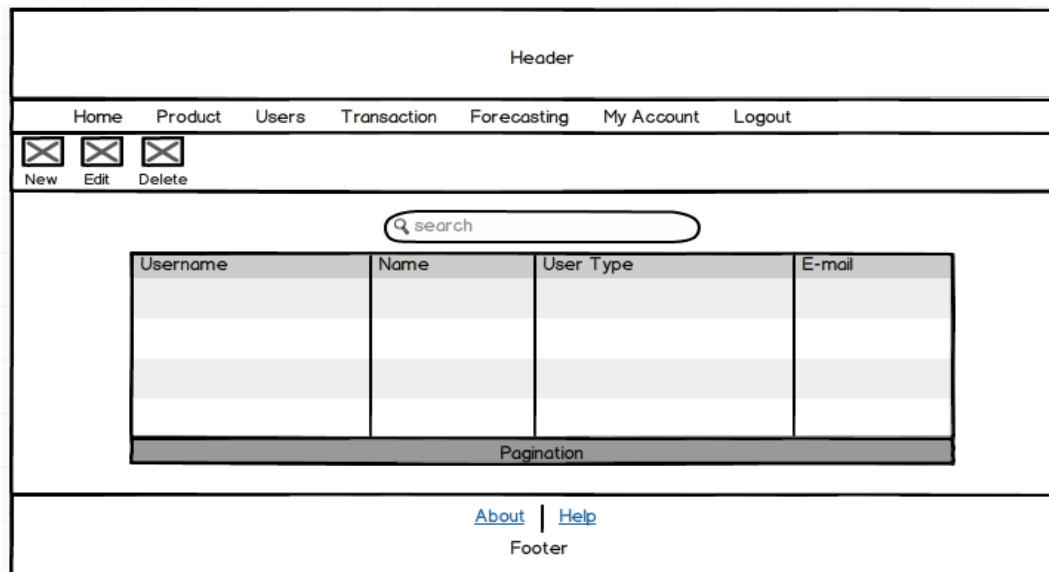 Header
Home Product Users Transaction Forecasting My Account Logout
New Edit Delete
search
Username Name User Type E-mail
Pagination
About Help
Footer